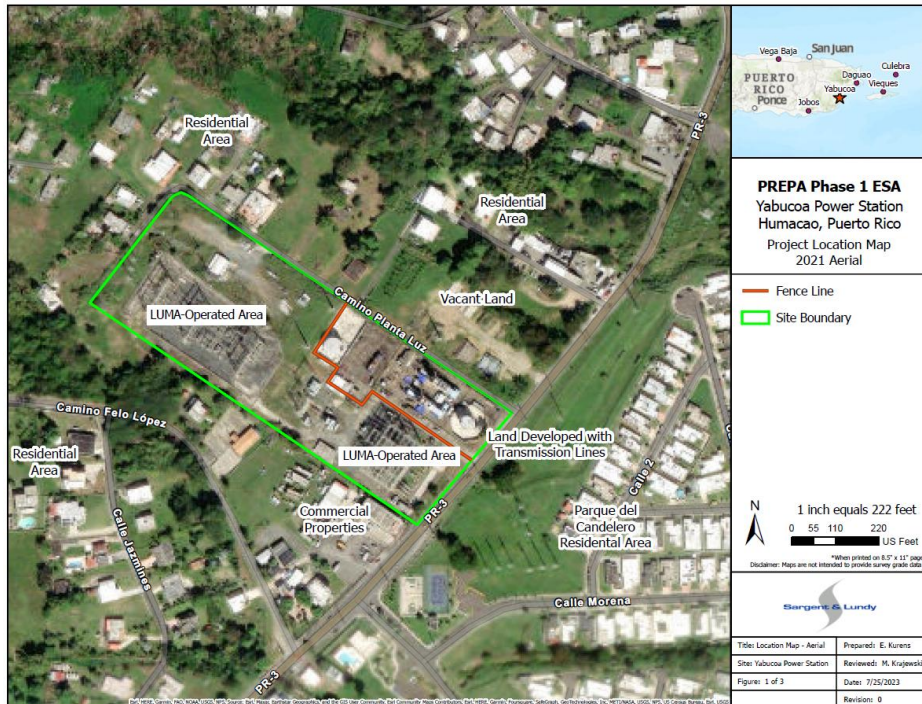 Residential
Area
Residential
Area
PR-3
Vacant Land
Camino Planta Luz
LUMA-Operated Area
Camino Felo López
Land Developed with
Transmission Lines
LUMA-Operated Area
Residential
Area
Calle 2
PR-3
Commercial
Properties
Parque del
Candelero
Residental Area
Calle Jazmines
Calle Morena
PR-3
San Juan
Vega Baja
Culebra
Daguao
PUERTO
RICO
Vieques
Yabucoa
Ponce
Jobos
PREPA Phase 1 ESA
Yabucoa Power Station
Humacao, Puerto Rico
Project Location Map
2021 Aerial
Fence Line
Site Boundary
N
1 inch equals 222 feet
0 55 110 220
US Feet
*When printed on 8.5" x 11" page
Disclaimer: Maps are not intended to provide survey grade data.
Sargent & Lundy
Title: Location Map - Aerial
Prepared: E. Kurens
Site: Yabucoa Power Station
Reviewed: M. Krajewski
Figure: 1 of 3
Date: 7/25/2023
Revision: 0